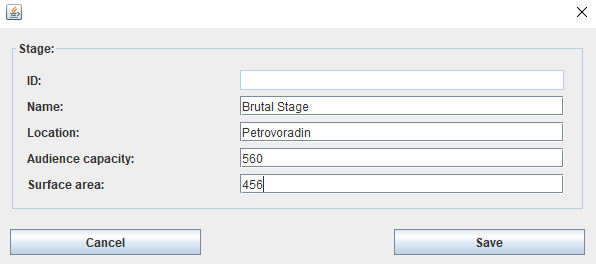 Stage:
ID:
Name: Brutal Stage
Location: Petrovoradin
Audience capacity: 560
Surface area: 456
Cancel Save